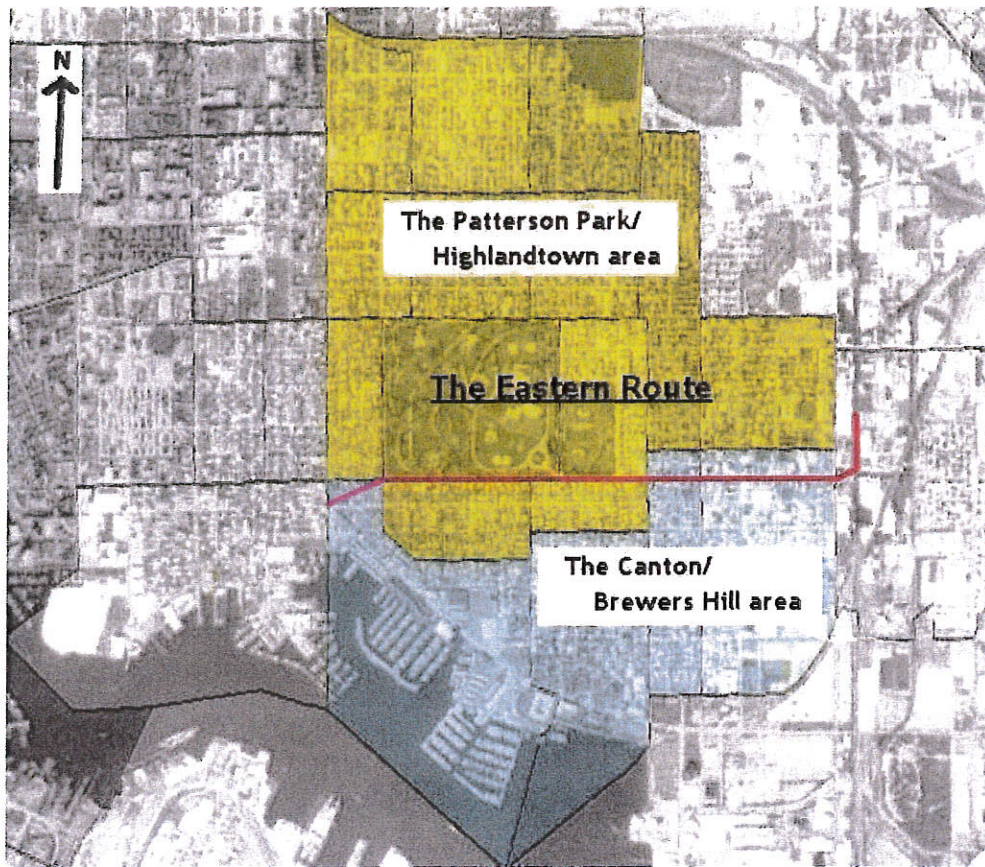 N
The Patterson Park/
Highlandtown area
The Eastern Route
The Canton/
Brewers Hill area